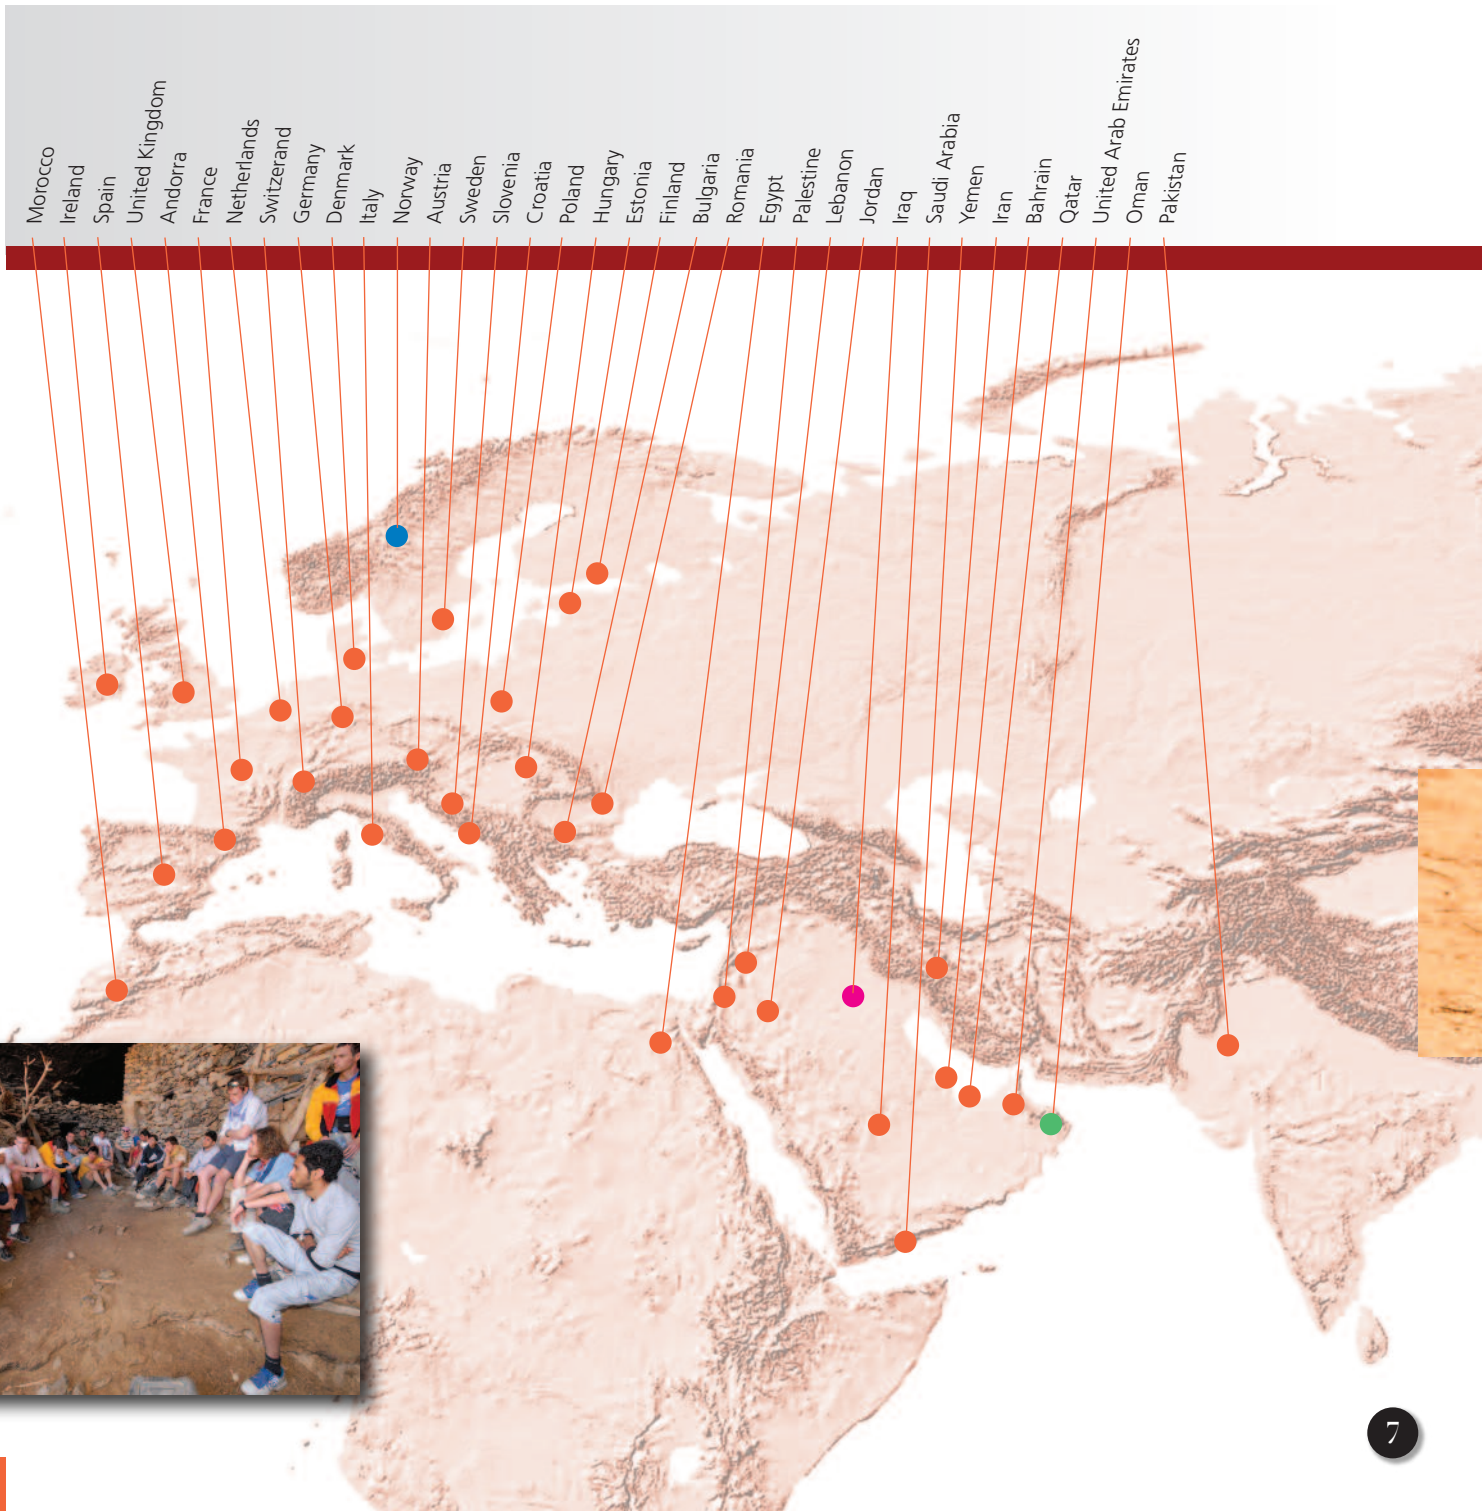 Morocco
Ireland
Spain
United Kingdom
Andorra
France
Netherlands
Switzerand
Germany
Denmark
Italy
Norway
Austria
Sweden
Slovenia
Croatia
Poland
Hungary
Estonia
Finland
Bulgaria
Romania
Egypt
Palestine
Lebanon
Jordan
Iraq
Saudi Arabia
Yemen
Iran
Bahrain
Qatar
United Arab Emirates
Oman
Pakistan
7